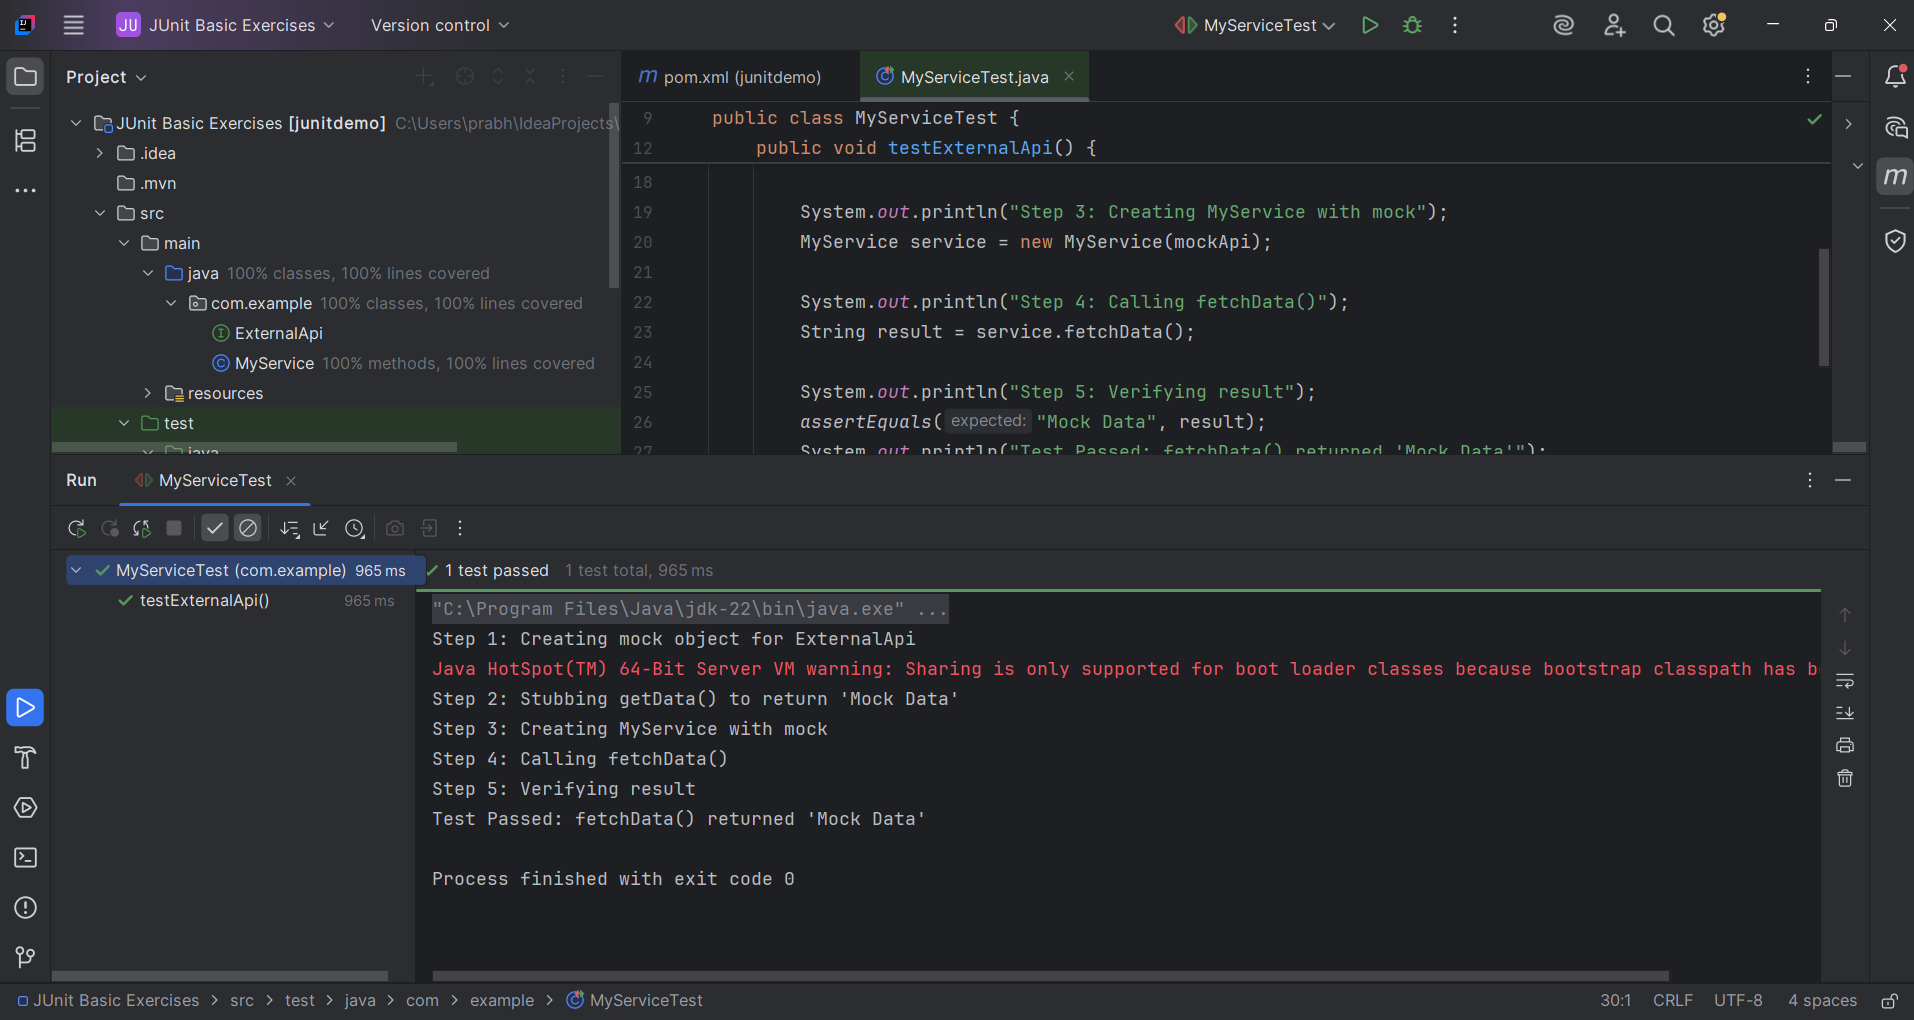 JU JUnit Basic Exercises Version control MyServiceTest
Project
JUnit Basic Exercises [junitdemo] C:\Users\prabh\IdeaProjects\
.idea
.mvn
src
main
java 100% classes, 100% lines covered
com.example 100% classes, 100% lines covered
ExternalApi
MyService 100% methods, 100% lines covered
resources
test
java
pom.xml (junitdemo) MyServiceTest.java
9 public class MyServiceTest {
12 public void testExternalApi() {
18
19 System.out.println("Step 3: Creating MyService with mock");
20 MyService service = new MyService(mockApi);
21
22 System.out.println("Step 4: Calling fetchData()");
23 String result = service.fetchData();
24
25 System.out.println("Step 5: Verifying result");
26 assertEquals( expected: "Mock Data", result);
27 System.out.println("Test Passed: fetchData() returned 'Mock Data'");
Run MyServiceTest
MyServiceTest (com.example) 965 ms
testExternalApi() 965 ms
1 test passed 1 test total, 965 ms
"C:\Program Files\Java\jdk-22\bin\java.exe" ...
Step 1: Creating mock object for ExternalApi
Java HotSpot(TM) 64-Bit Server VM warning: Sharing is only supported for boot loader classes because bootstrap classpath has b
Step 2: Stubbing getData() to return 'Mock Data'
Step 3: Creating MyService with mock
Step 4: Calling fetchData()
Step 5: Verifying result
Test Passed: fetchData() returned 'Mock Data'
Process finished with exit code 0
JUnit Basic Exercises > src > test > java > com > example > MyServiceTest
30:1 CRLF UTF-8 4 spaces